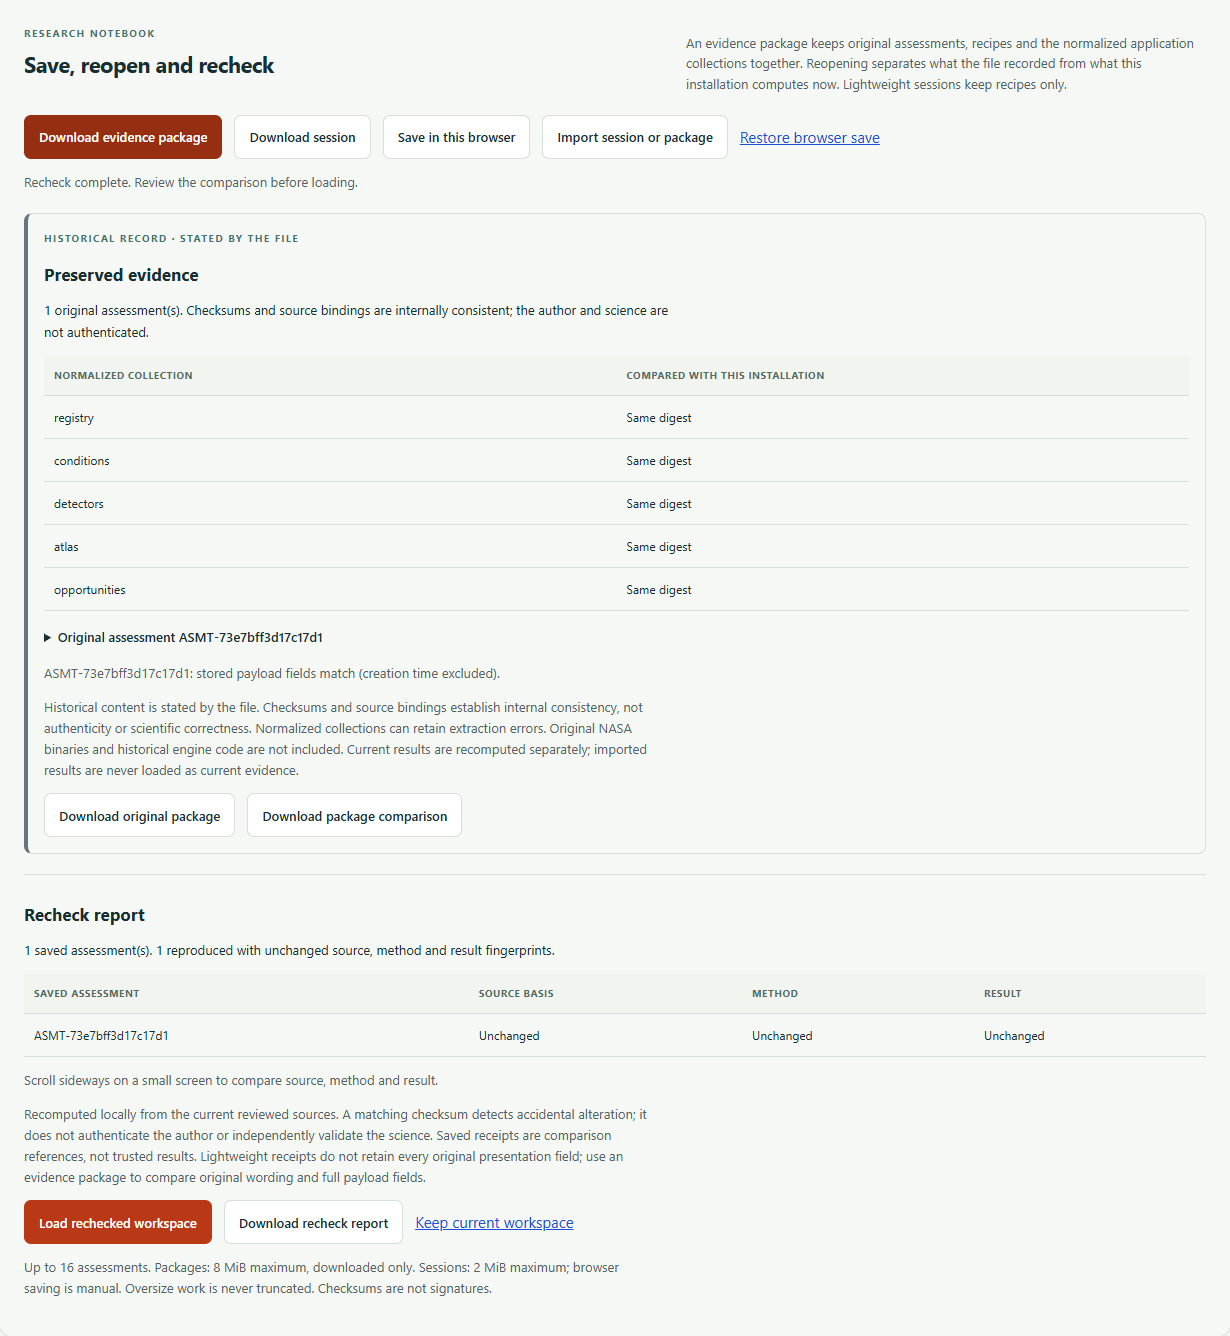 RESEARCH NOTEBOOK
Save, reopen and recheck
An evidence package keeps original assessments, recipes and the normalized application
collections together. Reopening separates what the file recorded from what this
installation computes now. Lightweight sessions keep recipes only.
Download evidence package
Download session
Save in this browser
Import session or package
Restore browser save
Recheck complete. Review the comparison before loading.
HISTORICAL RECORD · STATED BY THE FILE
Preserved evidence
1 original assessment(s). Checksums and source bindings are internally consistent; the author and science are
not authenticated.
NORMALIZED COLLECTION COMPARED WITH THIS INSTALLATION
registry Same digest
conditions Same digest
detectors Same digest
atlas Same digest
opportunities Same digest
Original assessment ASMT-73e7bff3d17c17d1
ASMT-73e7bff3d17c17d1: stored payload fields match (creation time excluded).
Historical content is stated by the file. Checksums and source bindings establish internal consistency, not
authenticity or scientific correctness. Normalized collections can retain extraction errors. Original NASA
binaries and historical engine code are not included. Current results are recomputed separately; imported
results are never loaded as current evidence.
Download original package
Download package comparison
Recheck report
1 saved assessment(s). 1 reproduced with unchanged source, method and result fingerprints.
SAVED ASSESSMENT SOURCE BASIS METHOD RESULT
ASMT-73e7bff3d17c17d1 Unchanged Unchanged Unchanged
Scroll sideways on a small screen to compare source, method and result.
Recomputed locally from the current reviewed sources. A matching checksum detects accidental alteration; it
does not authenticate the author or independently validate the science. Saved receipts are comparison
references, not trusted results. Lightweight receipts do not retain every original presentation field; use an
evidence package to compare original wording and full payload fields.
Load rechecked workspace
Download recheck report
Keep current workspace
Up to 16 assessments. Packages: 8 MiB maximum, downloaded only. Sessions: 2 MiB maximum; browser
saving is manual. Oversize work is never truncated. Checksums are not signatures.